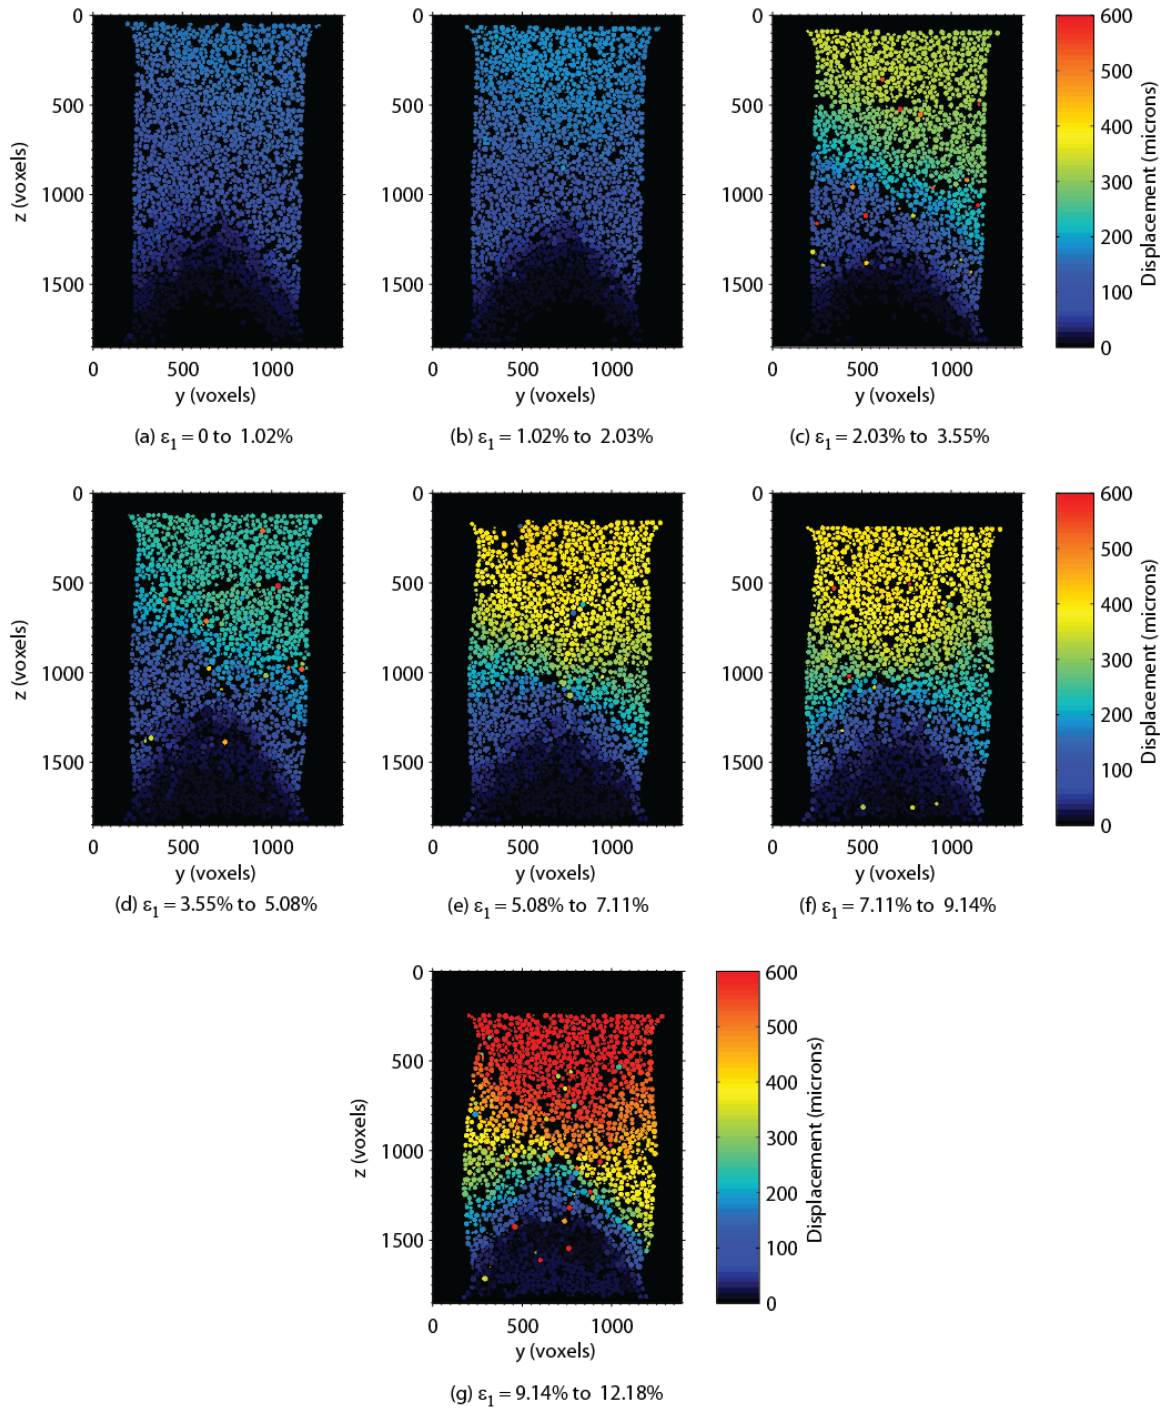 0
500
1000
1500
z (voxels)
0 500 1000
y (voxels)
(a) ε1 = 0 to 1.02%
0
500
1000
1500
0 500 1000
y (voxels)
(b) ε1 = 1.02% to 2.03%
0
500
1000
1500
0 500 1000
y (voxels)
(c) ε1 = 2.03% to 3.55%
600
500
400
300
200
100
0
Displacement (microns)
0
500
1000
1500
z (voxels)
0 500 1000
y (voxels)
(d) ε1 = 3.55% to 5.08%
0
500
1000
1500
0 500 1000
y (voxels)
(e) ε1 = 5.08% to 7.11%
0
500
1000
1500
0 500 1000
y (voxels)
(f) ε1 = 7.11% to 9.14%
600
500
400
300
200
100
0
Displacement (microns)
0
500
1000
1500
z (voxels)
0 500 1000
y (voxels)
(g) ε1 = 9.14% to 12.18%
600
500
400
300
200
100
0
Displacement (microns)